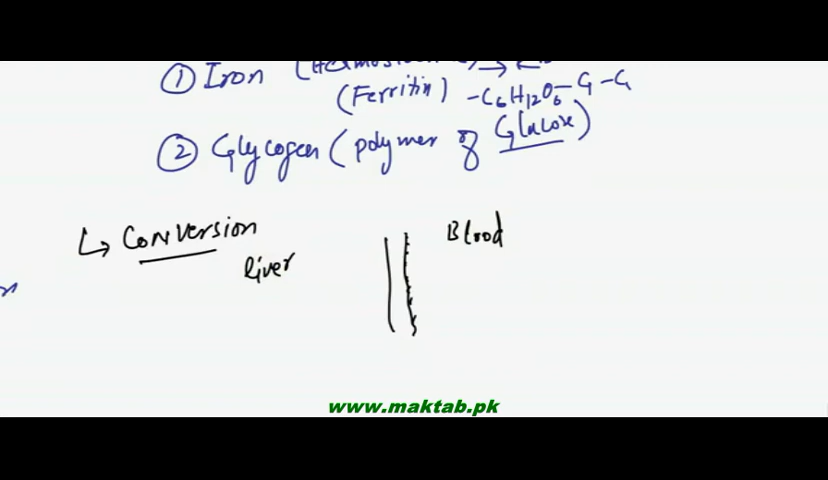 ① Iron (
(Ferritin) -C6H12O6- G - G
② Glycogen (polymer of Glucose)
↳ Conversion
liver
Blood
www.maktab.pk